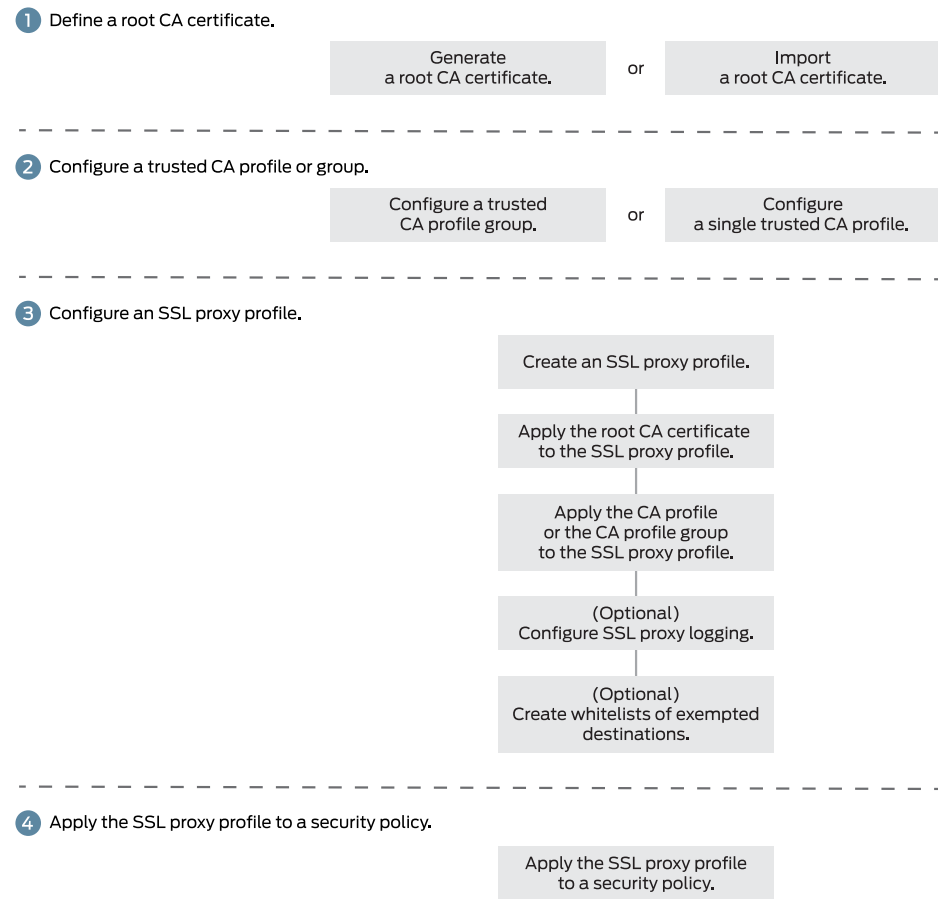 1 Define a root CA certificate.
Generate
a root CA certificate.
or
Import
a root CA certificate.
2 Configure a trusted CA profile or group.
Configure a trusted
CA profile group.
or
Configure
a single trusted CA profile.
3 Configure an SSL proxy profile.
Create an SSL proxy profile.
Apply the root CA certificate
to the SSL proxy profile.
Apply the CA profile
or the CA profile group
to the SSL proxy profile.
(Optional)
Configure SSL proxy logging.
(Optional)
Create whitelists of exempted
destinations.
4 Apply the SSL proxy profile to a security policy.
Apply the SSL proxy profile
to a security policy.